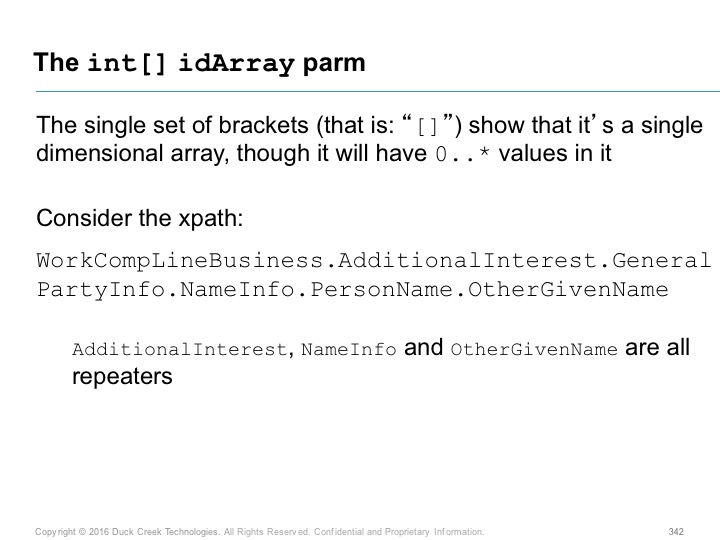 The int[] idArray parm
The single set of brackets (that is: “[]”) show that it’s a single
dimensional array, though it will have 0..* values in it
Consider the xpath:
WorkCompLineBusiness.AdditionalInterest.General
PartyInfo.NameInfo.PersonName.OtherGivenName
AdditionalInterest, NameInfo and OtherGivenName are all
repeaters
Copyright © 2016 Duck Creek Technologies. All Rights Reserved. Confidential and Proprietary Information.
342